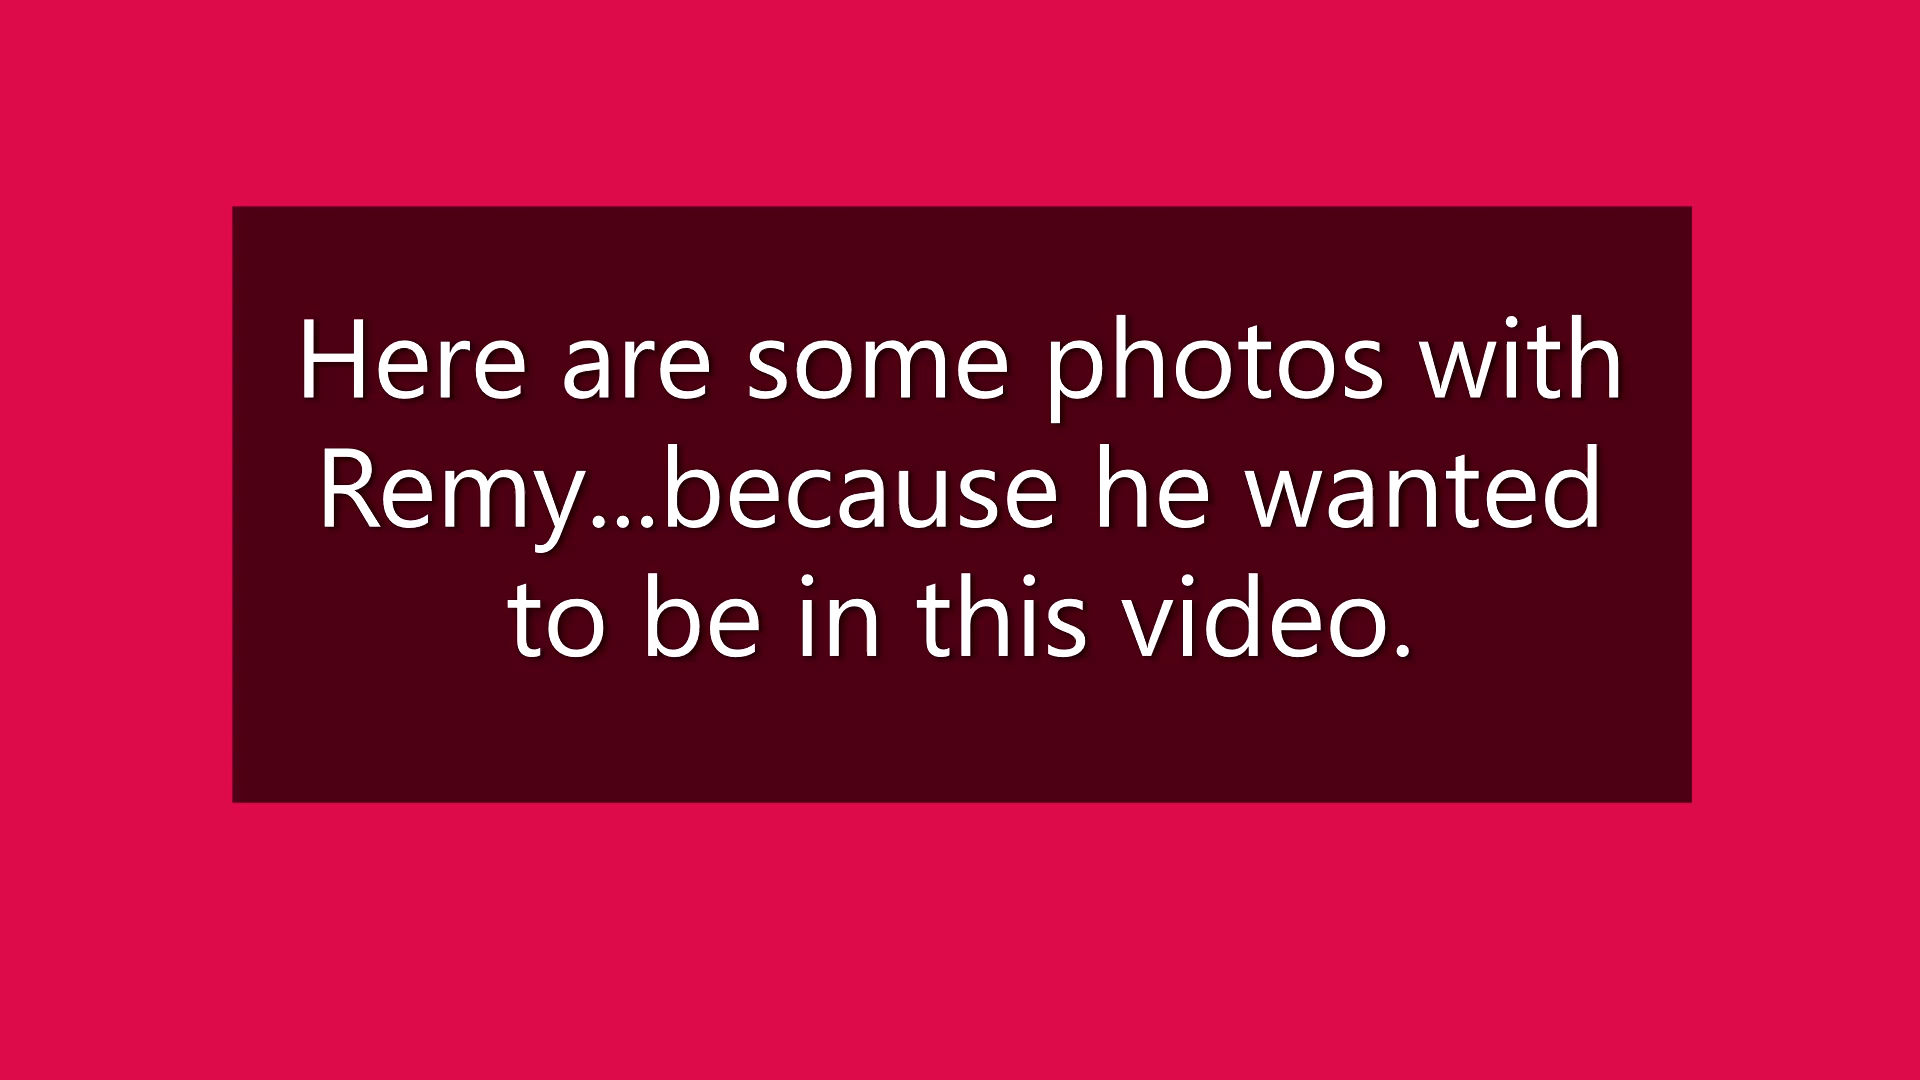 Here are some photos with
Remy...because he wanted
to be in this video.